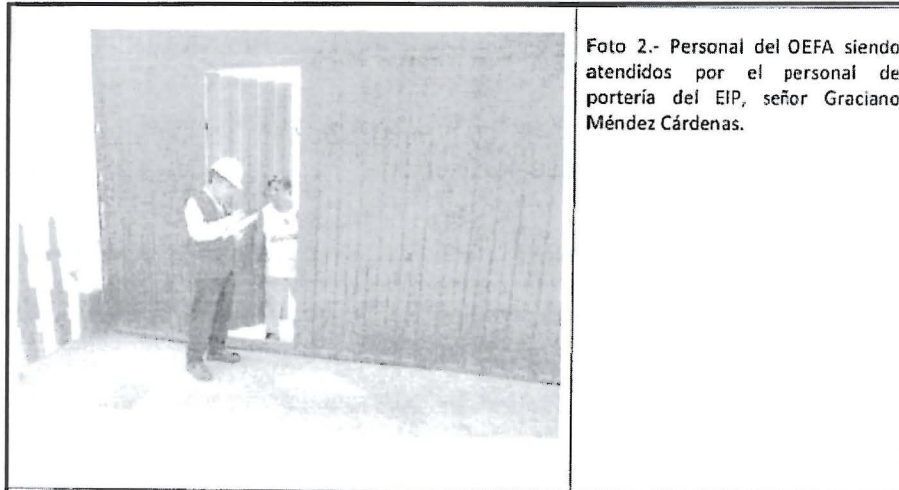 Foto 2.- Personal del OEFA siendo
atendidos por el personal de
portería del EIP, señor Graciano
Méndez Cárdenas.